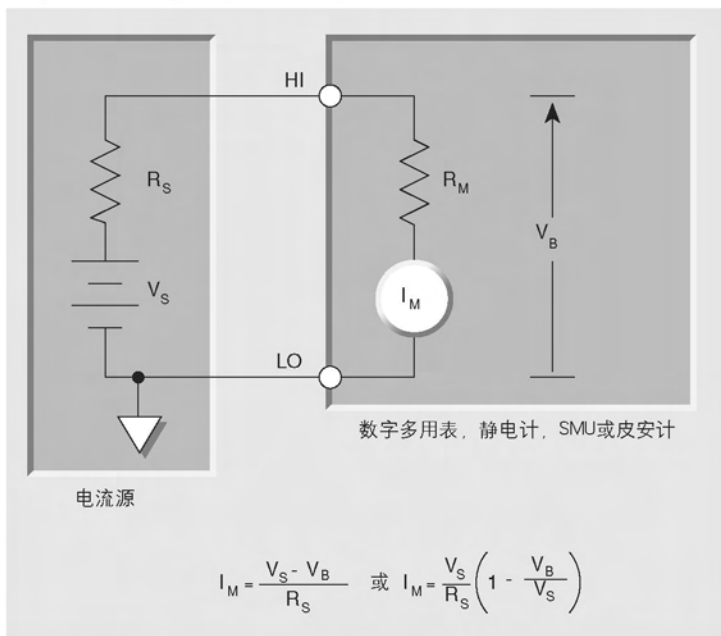 HI
R_S
R_M
V_B
V_S
I_M
LO
数字多用表，静电计，SMU或皮安计
电流源
I_M = (V_S - V_B) / R_S 或 I_M = V_S / R_S (1 - V_B / V_S)